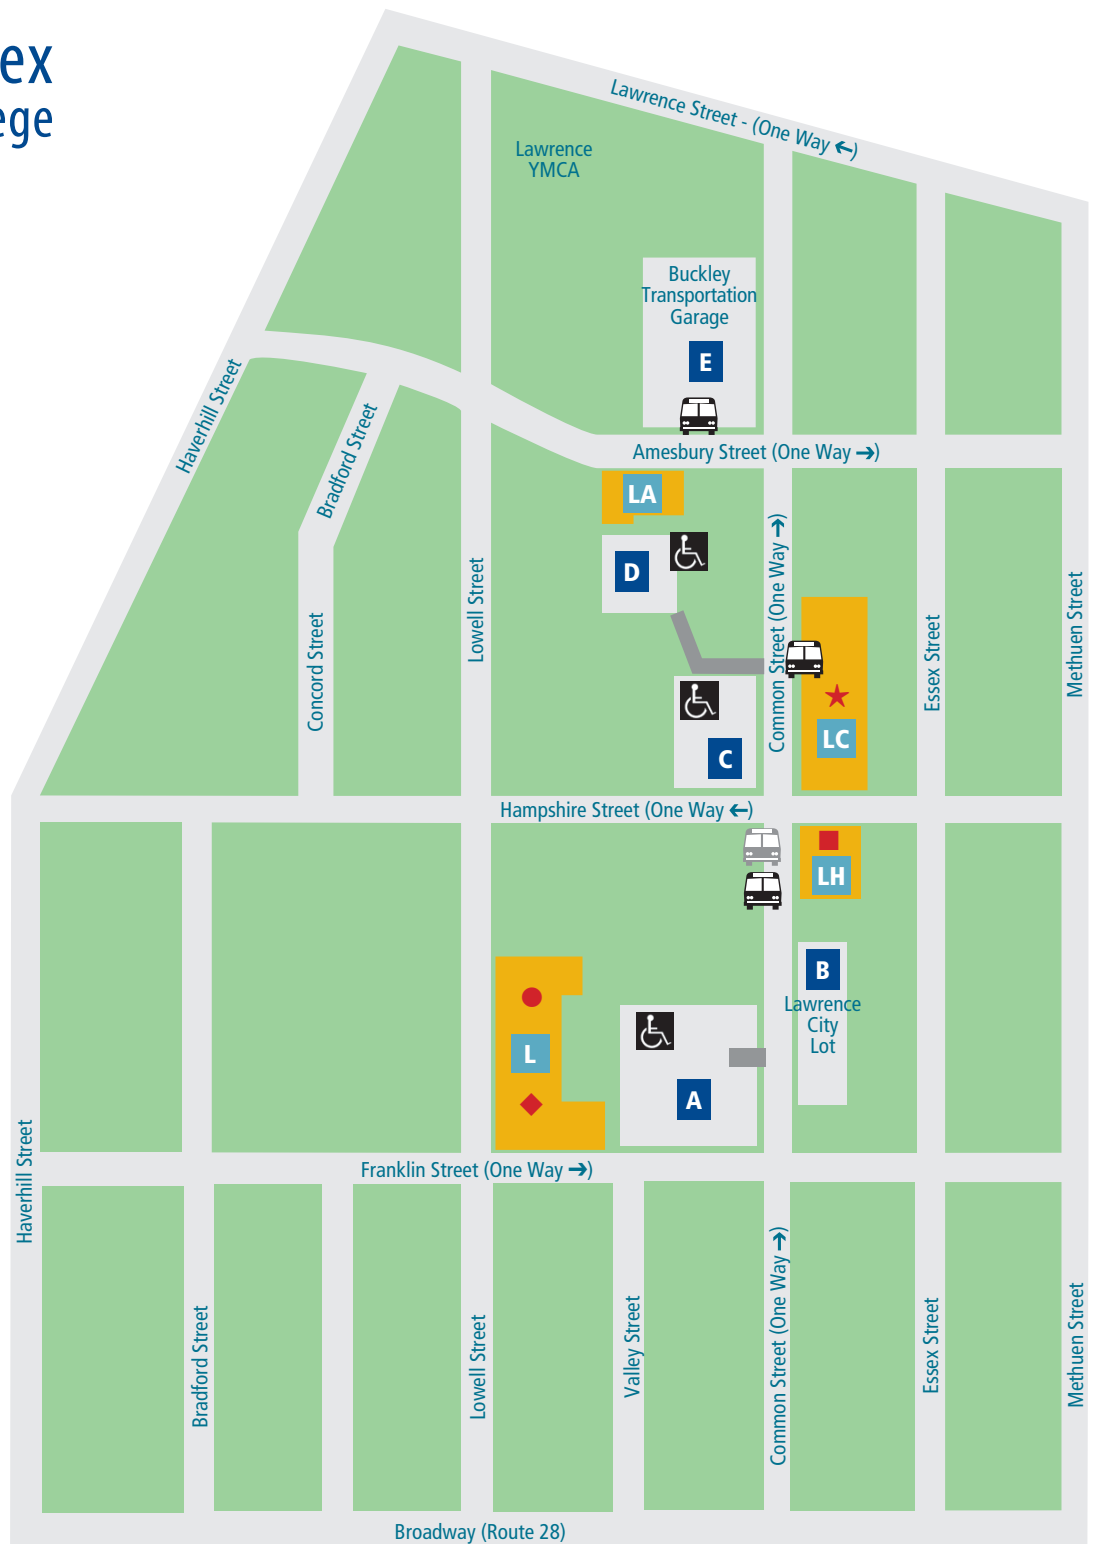 ex
ege
Lawrence Street - (One Way ←)
Lawrence
YMCA
Buckley
Transportation
Garage
E
Haverhill Street
Bradford Street
Amesbury Street (One Way →)
LA
D
Concord Street
Lowell Street
Common Street (One Way →)
Essex Street
Methuen Street
LC
C
Hampshire Street (One Way ←)
LH
B
Lawrence
City
Lot
L
A
Haverhill Street
Franklin Street (One Way →)
Bradford Street
Lowell Street
Valley Street
Common Street (One Way →)
Essex Street
Methuen Street
Broadway (Route 28)